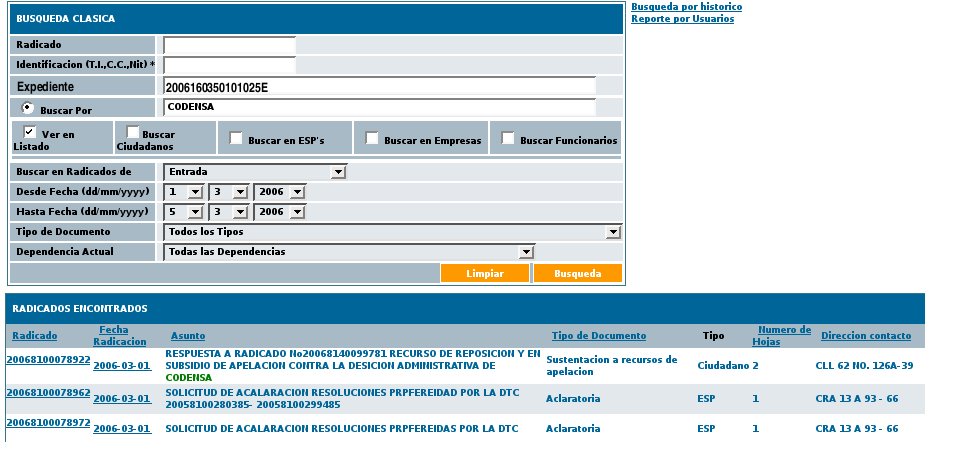 BUSQUEDA CLASICA
Busqueda por historico
Reporte por Usuarios
Radicado
Identificacion (T.I.,C.C.,Nit) *
Expediente 2006160350101025E
Buscar Por CODENSA
Ver en Listado Buscar Ciudadanos Buscar en ESP's Buscar en Empresas Buscar Funcionarios
Buscar en Radicados de Entrada
Desde Fecha (dd/mm/yyyy) 1 3 2006
Hasta Fecha (dd/mm/yyyy) 5 3 2006
Tipo de Documento Todos los Tipos
Dependencia Actual Todas las Dependencias
Limpiar Busqueda
RADICADOS ENCONTRADOS
Radicado Fecha Radicacion Asunto Tipo de Documento Tipo Numero de Hojas Direccion contacto
20068100078922 2006-03-01 RESPUESTA A RADICADO No20068140099781 RECURSO DE REPOSICION Y EN
SUBSIDIO DE APELACION CONTRA LA DESICION ADMINISTRATIVA DE
CODENSA
Sustentacion a recursos de
apelacion
Ciudadano 2 CLL 62 NO. 126A-39
20068100078962 2006-03-01 SOLICITUD DE ACALARACION RESOLUCIONES PRPFEREIDAD POR LA DTC
20058100280385- 20058100299485
Aclaratoria ESP 1 CRA 13 A 93 - 66
20068100078972 2006-03-01 SOLICITUD DE ACALARACION RESOLUCIONES PRPFEREIDAS POR LA DTC Aclaratoria ESP 1 CRA 13 A 93 - 66